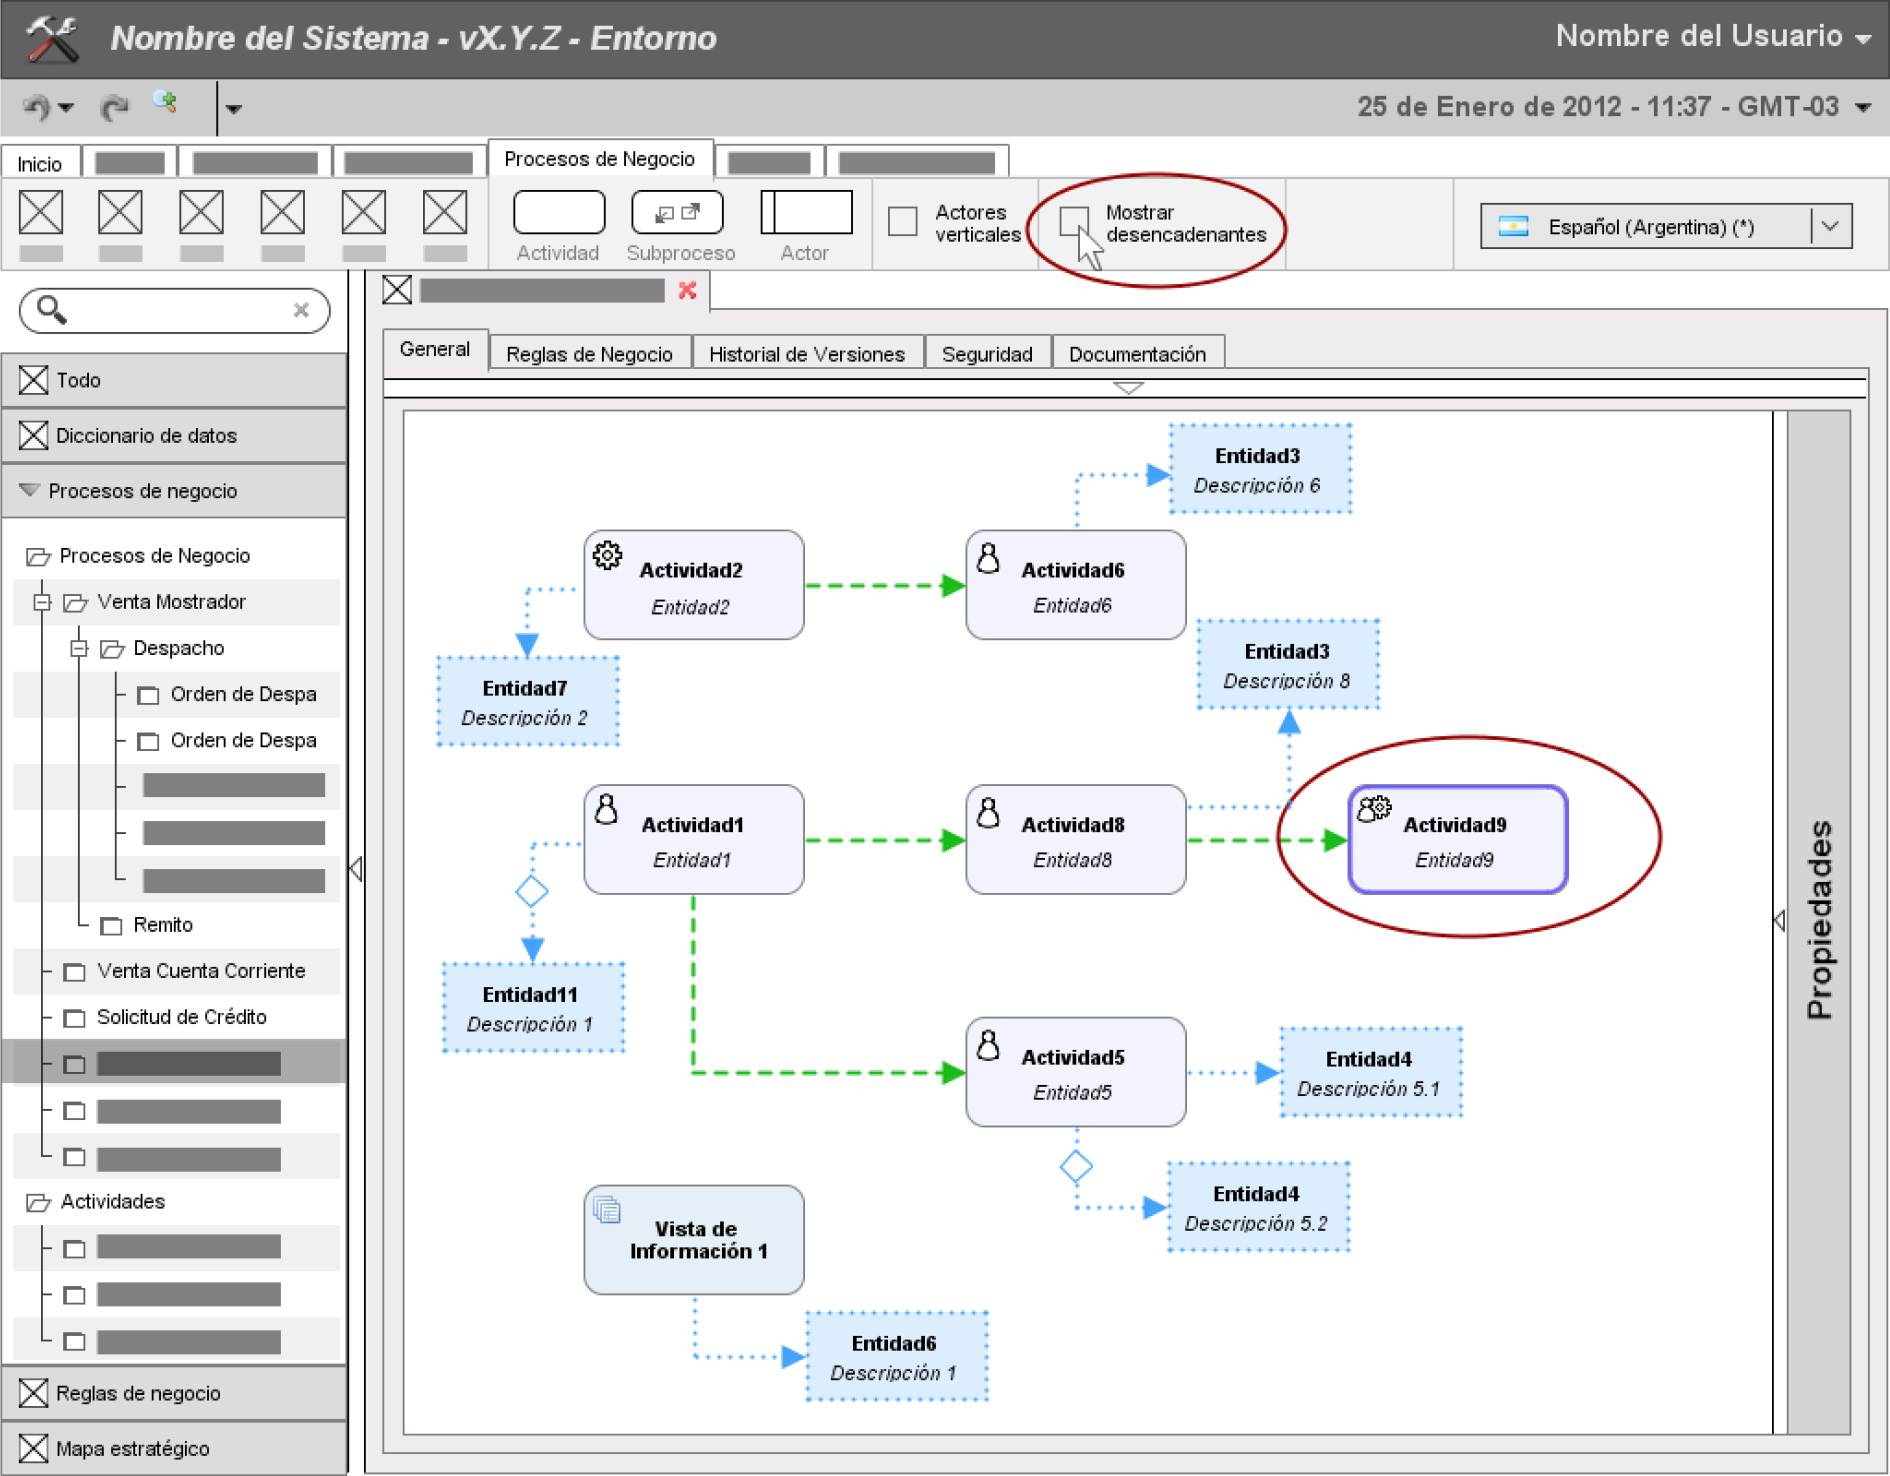 Nombre del Sistema - vX.Y.Z - Entorno
Nombre del Usuario
25 de Enero de 2012 - 11:37 - GMT-03
Inicio
Procesos de Negocio
Actividad
Subproceso
Actor
Actores
verticales
Mostrar
desencadenantes
Español (Argentina) (*)
Todo
Diccionario de datos
Procesos de negocio
Procesos de Negocio
Venta Mostrador
Despacho
Orden de Despa
Orden de Despa
Remito
Venta Cuenta Corriente
Solicitud de Crédito
Actividades
Reglas de negocio
Mapa estratégico
General
Reglas de Negocio
Historial de Versiones
Seguridad
Documentación
Entidad3
Descripción 6
Actividad2
Entidad2
Actividad6
Entidad6
Entidad3
Descripción 8
Entidad7
Descripción 2
Actividad1
Entidad1
Actividad8
Entidad8
Actividad9
Entidad9
Entidad11
Descripción 1
Actividad5
Entidad5
Entidad4
Descripción 5.1
Entidad4
Descripción 5.2
Vista de
Información 1
Entidad6
Descripción 1
Propiedades